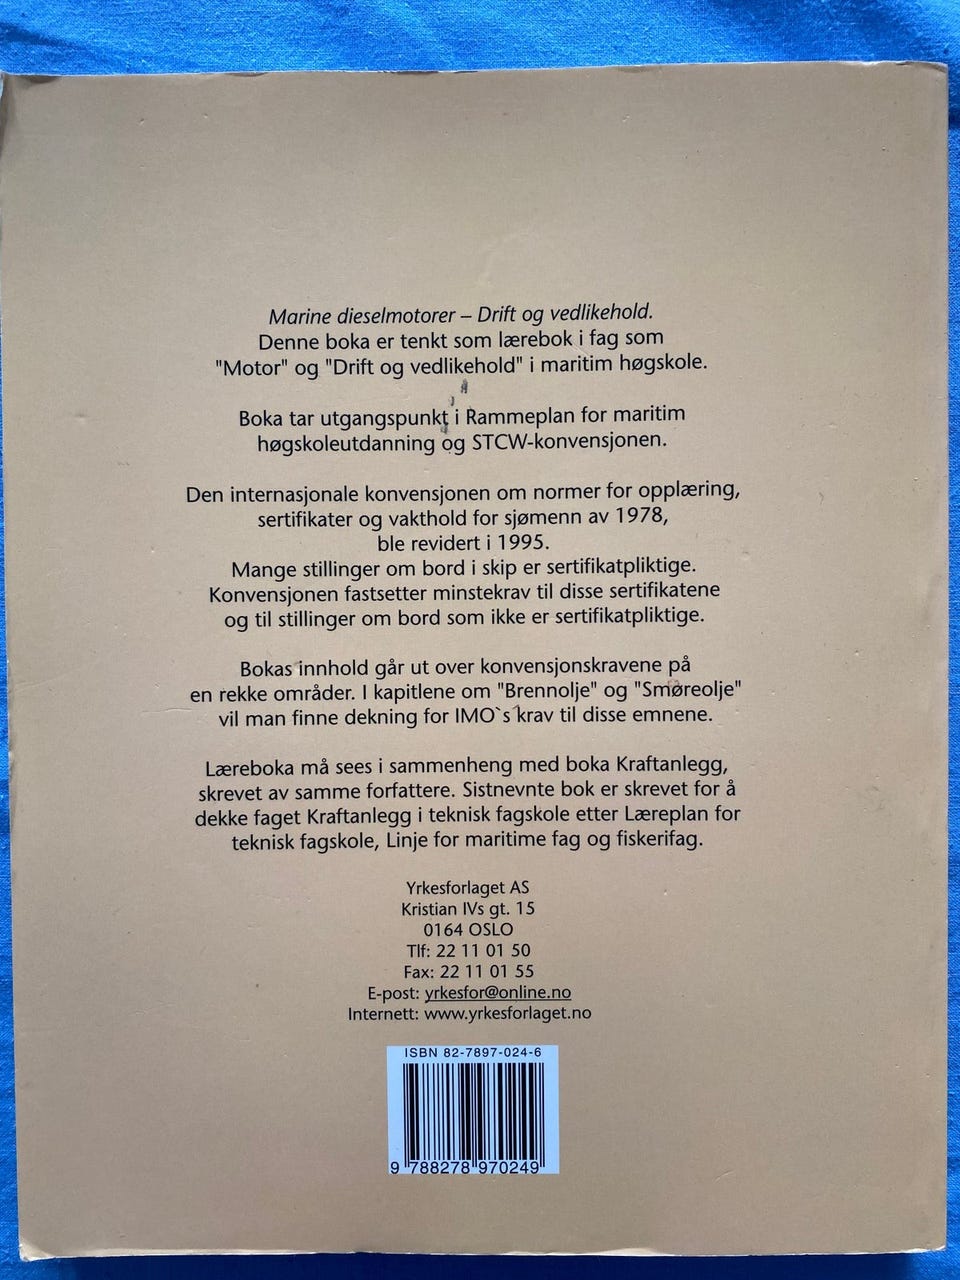 Marine dieselmotorer – Drift og vedlikehold.
Denne boka er tenkt som lærebok i fag som
"Motor" og "Drift og vedlikehold" i maritim høgskole.
Boka tar utgangspunkt i Rammeplan for maritim
høgskoleutdanning og STCW-konvensjonen.
Den internasjonale konvensjonen om normer for opplæring,
sertifikater og vakthold for sjømenn av 1978,
ble revidert i 1995.
Mange stillinger om bord i skip er sertifikatpliktige.
Konvensjonen fastsetter minstekrav til disse sertifikatene
og til stillinger om bord som ikke er sertifikatpliktige.
Bokas innhold går ut over konvensjonskravene på
en rekke områder. I kapitlene om "Brennolje" og "Smøreolje"
vil man finne dekning for IMO`s krav til disse emnene.
Læreboka må sees i sammenheng med boka Kraftanlegg,
skrevet av samme forfattere. Sistnevnte bok er skrevet for å
dekke faget Kraftanlegg i teknisk fagskole etter Læreplan for
teknisk fagskole, Linje for maritime fag og fiskerifag.
Yrkesforlaget AS
Kristian IVs gt. 15
0164 OSLO
Tlf: 22 11 01 50
Fax: 22 11 01 55
E-post: yrkesfor@online.no
Internett: www.yrkesforlaget.no
ISBN 82-7897-024-6
9 788278 970249